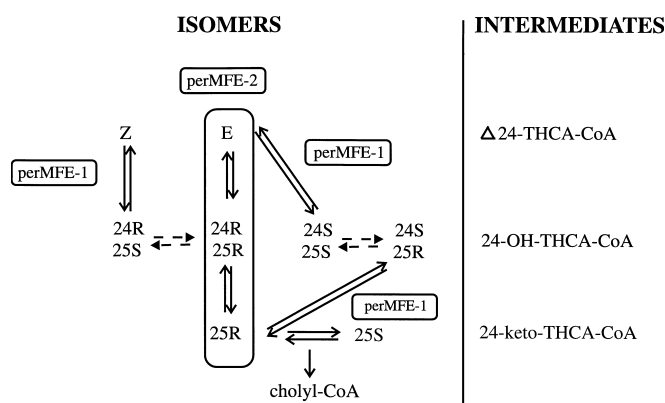 ISOMERS
INTERMEDIATES
perMFE-2
Z
E
△24-THCA-CoA
perMFE-1
perMFE-1
24R
25S
24R
25R
24S
25S
24S
25R
24-OH-THCA-CoA
perMFE-1
25R
25S
24-keto-THCA-CoA
cholyl-CoA